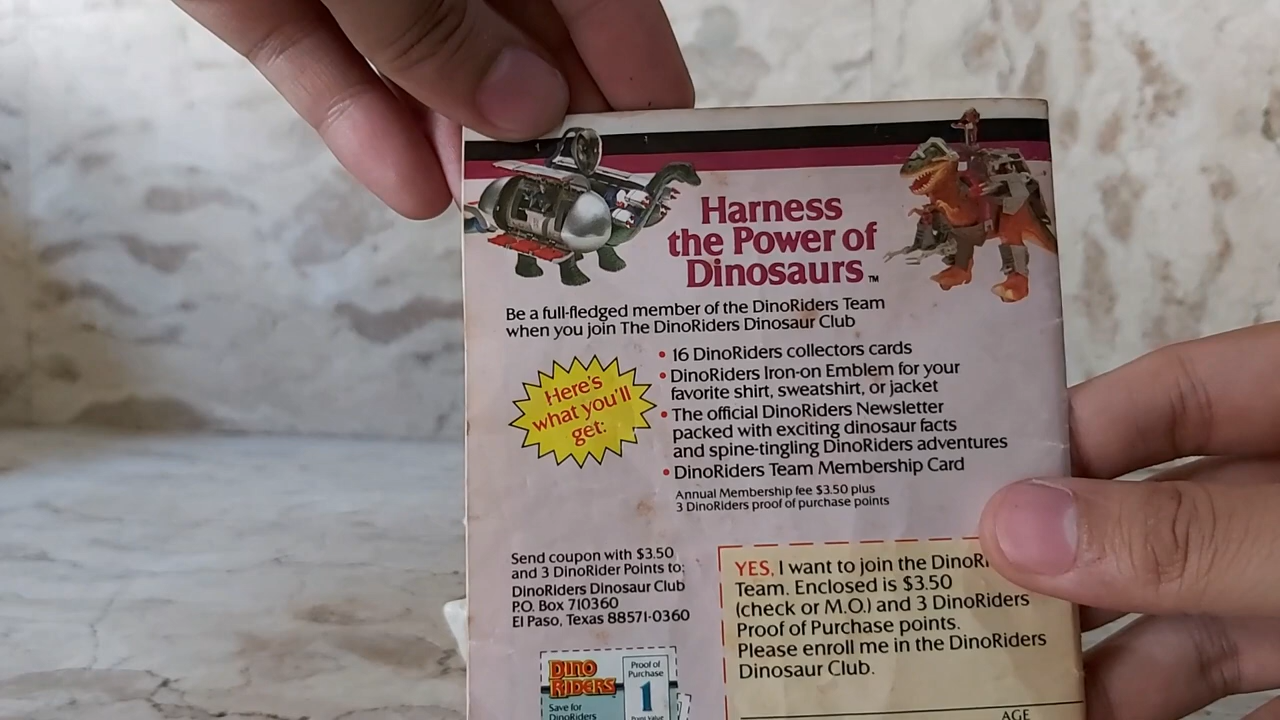 Harness
the Power of
Dinosaurs™
Be a full-fledged member of the DinoRiders Team
when you join The DinoRiders Dinosaur Club
Here's
what you'll
get:
• 16 DinoRiders collectors cards
• DinoRiders Iron-on Emblem for your
favorite shirt, sweatshirt, or jacket
• The official DinoRiders Newsletter
packed with exciting dinosaur facts
and spine-tingling DinoRiders adventures
• DinoRiders Team Membership Card
Annual Membership fee $3.50 plus
3 DinoRiders proof of purchase points
Send coupon with $3.50
and 3 DinoRider Points to:
DinoRiders Dinosaur Club
P.O. Box 710360
El Paso, Texas 88571-0360
DINO
RIDERS
Save for
DinoRiders
Proof of
Purchase
1
Point Value
YES, I want to join the DinoR
Team. Enclosed is $3.50
(check or M.O.) and 3 DinoRiders
Proof of Purchase points.
Please enroll me in the DinoRiders
Dinosaur Club.
AGE